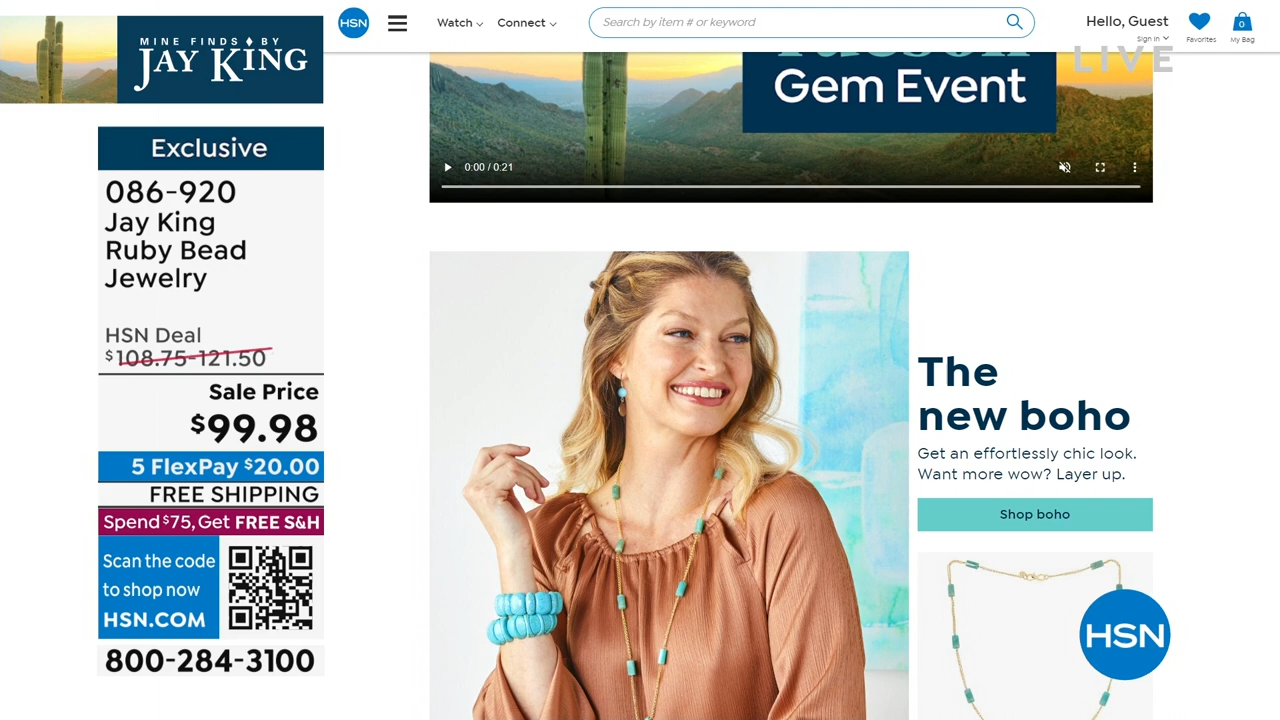 MINE FINDS BY
JAY KING
Exclusive
086-920
Jay King
Ruby Bead
Jewelry
HSN Deal
$108.75-121.50
Sale Price
$99.98
5 FlexPay $20.00
FREE SHIPPING
Spend $75, Get FREE S&H
Scan the code
to shop now
HSN.COM
800-284-3100
HSN
Watch
Connect
Search by item # or keyword
Hello, Guest
Sign in
Favorites
0
My Bag
LIVE
Tucson
Gem Event
0:00 / 0:21
The
new boho
Get an effortlessly chic look.
Want more wow? Layer up.
Shop boho
HSN